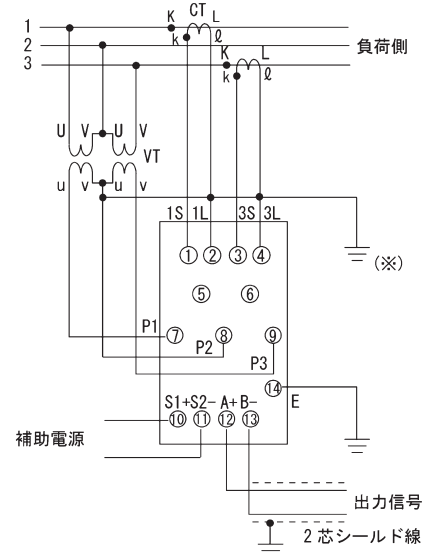 CT
1 K L
2 負荷側
k ℓ K L
3
k ℓ
U V U V
VT
u v u v
1S 1L 3S 3L
① ② ③ ④ (※)
⑤ ⑥
P1 ⑦ ⑧ ⑨
P2
P3
⑭ E
S1+ S2- A+ B-
⑩ ⑪ ⑫ ⑬
補助電源
出力信号
2芯シールド線